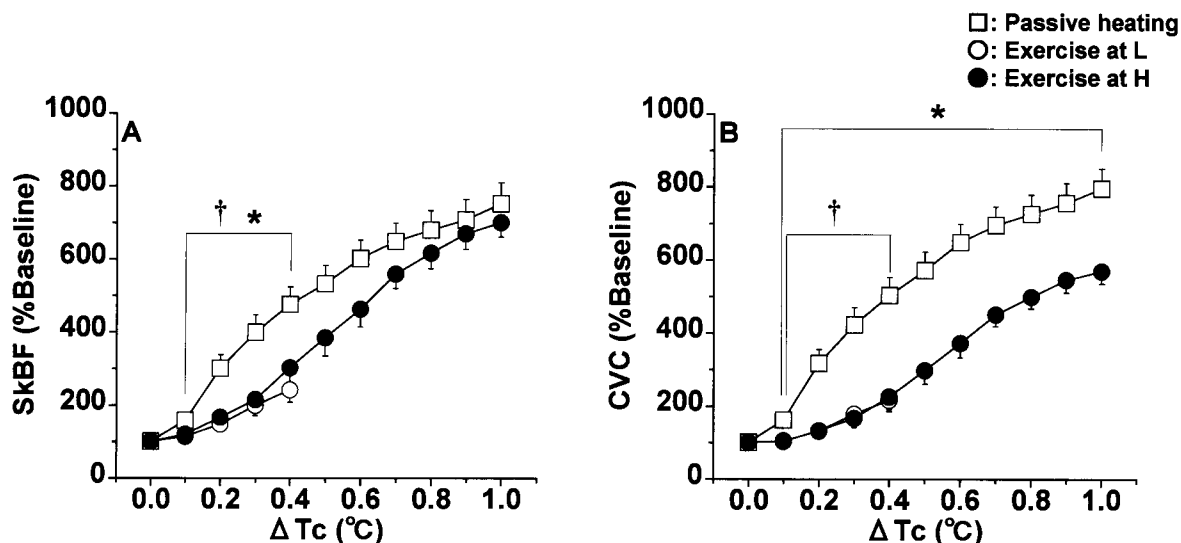 □: Passive heating
○: Exercise at L
●: Exercise at H
A
† *
SkBF (%Baseline)
1000
800
600
400
200
0
0.0 0.2 0.4 0.6 0.8 1.0
Δ Tc (°C)
B
*
†
CVC (%Baseline)
1000
800
600
400
200
0
0.0 0.2 0.4 0.6 0.8 1.0
Δ Tc (°C)